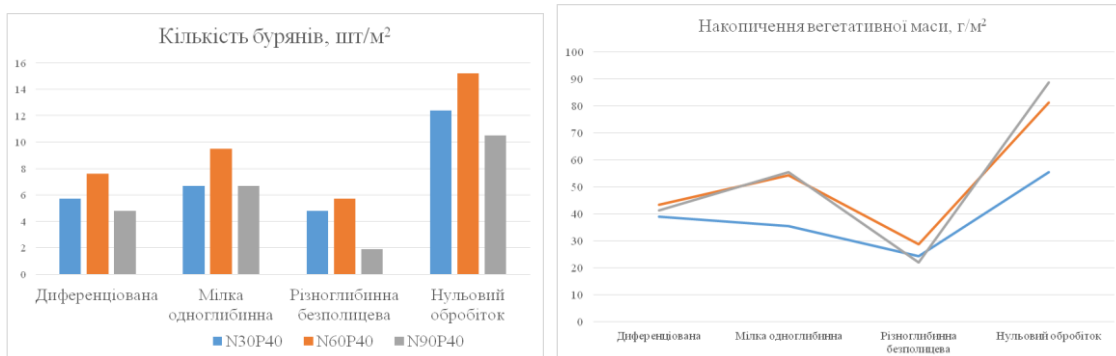 Кількість бурянів, шт/м²
16
14
12
10
8
6
4
2
0
Диференційована
Мілка
одноглибинна
Різноглибинна
безполицева
Нульовий
обробіток
N30P40
N60P40
N90P40
Накопичення вегетативної маси, г/м²
100
90
80
70
60
50
40
30
20
10
0
Диференційована
Мілка одноглибинна
Різноглибинна
безполицева
Нульовий обробіток